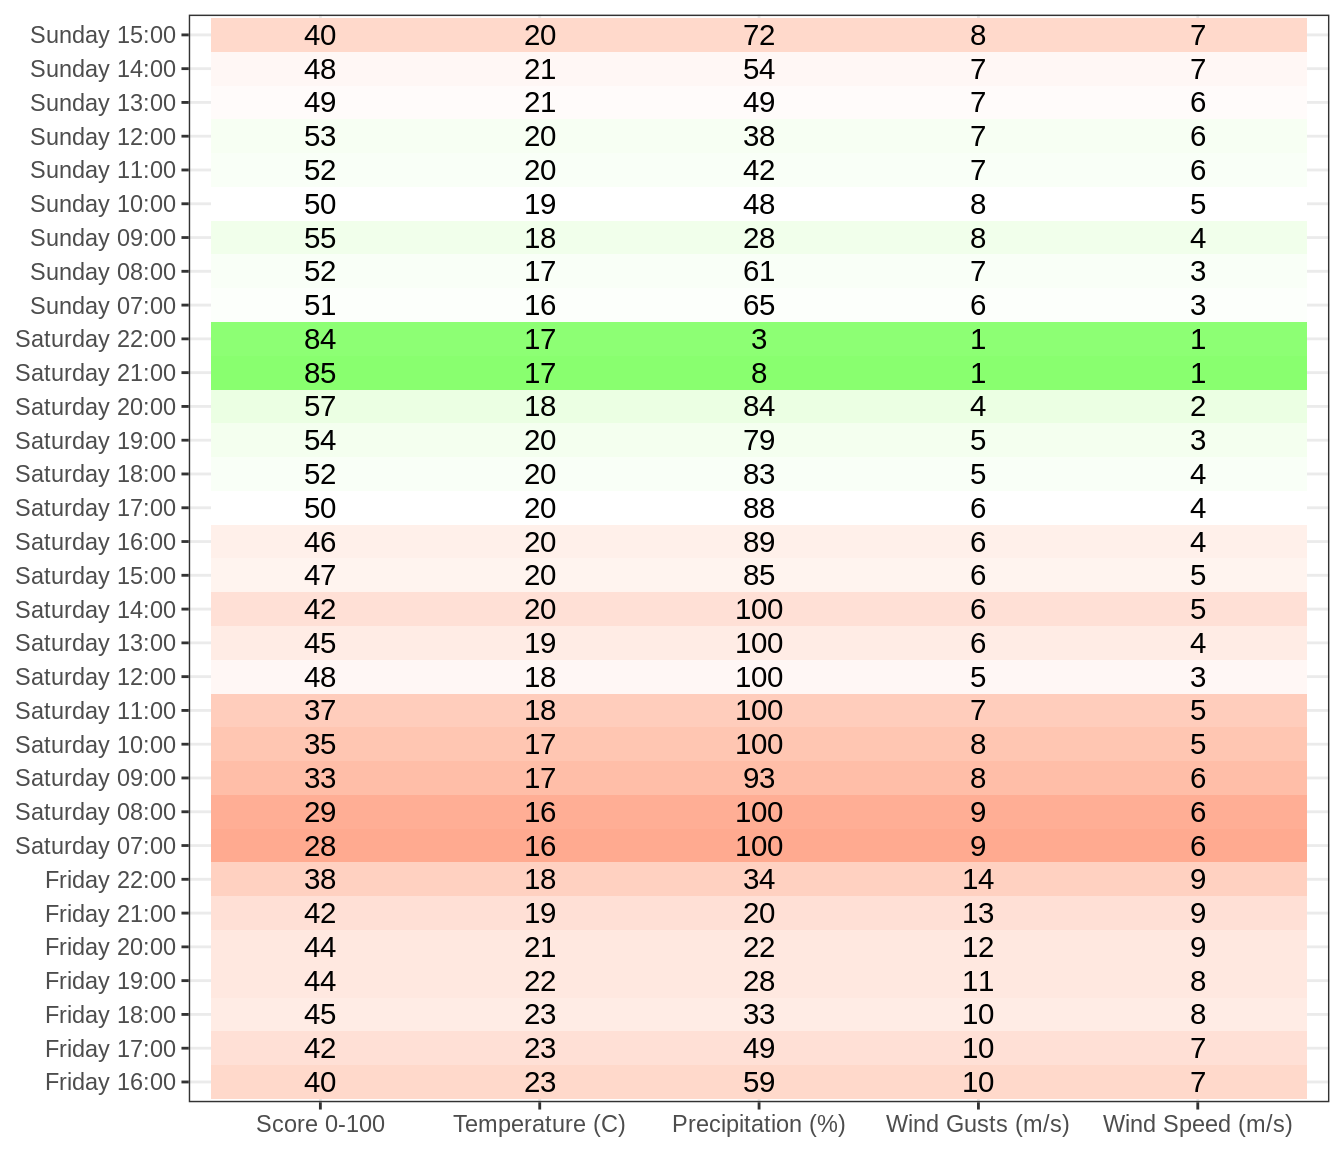 Sunday 15:00 40 20 72 8 7
Sunday 14:00 48 21 54 7 7
Sunday 13:00 49 21 49 7 6
Sunday 12:00 53 20 38 7 6
Sunday 11:00 52 20 42 7 6
Sunday 10:00 50 19 48 8 5
Sunday 09:00 55 18 28 8 4
Sunday 08:00 52 17 61 7 3
Sunday 07:00 51 16 65 6 3
Saturday 22:00 84 17 3 1 1
Saturday 21:00 85 17 8 1 1
Saturday 20:00 57 18 84 4 2
Saturday 19:00 54 20 79 5 3
Saturday 18:00 52 20 83 5 4
Saturday 17:00 50 20 88 6 4
Saturday 16:00 46 20 89 6 4
Saturday 15:00 47 20 85 6 5
Saturday 14:00 42 20 100 6 5
Saturday 13:00 45 19 100 6 4
Saturday 12:00 48 18 100 5 3
Saturday 11:00 37 18 100 7 5
Saturday 10:00 35 17 100 8 5
Saturday 09:00 33 17 93 8 6
Saturday 08:00 29 16 100 9 6
Saturday 07:00 28 16 100 9 6
Friday 22:00 38 18 34 14 9
Friday 21:00 42 19 20 13 9
Friday 20:00 44 21 22 12 9
Friday 19:00 44 22 28 11 8
Friday 18:00 45 23 33 10 8
Friday 17:00 42 23 49 10 7
Friday 16:00 40 23 59 10 7
Score 0-100 Temperature (C) Precipitation (%) Wind Gusts (m/s) Wind Speed (m/s)